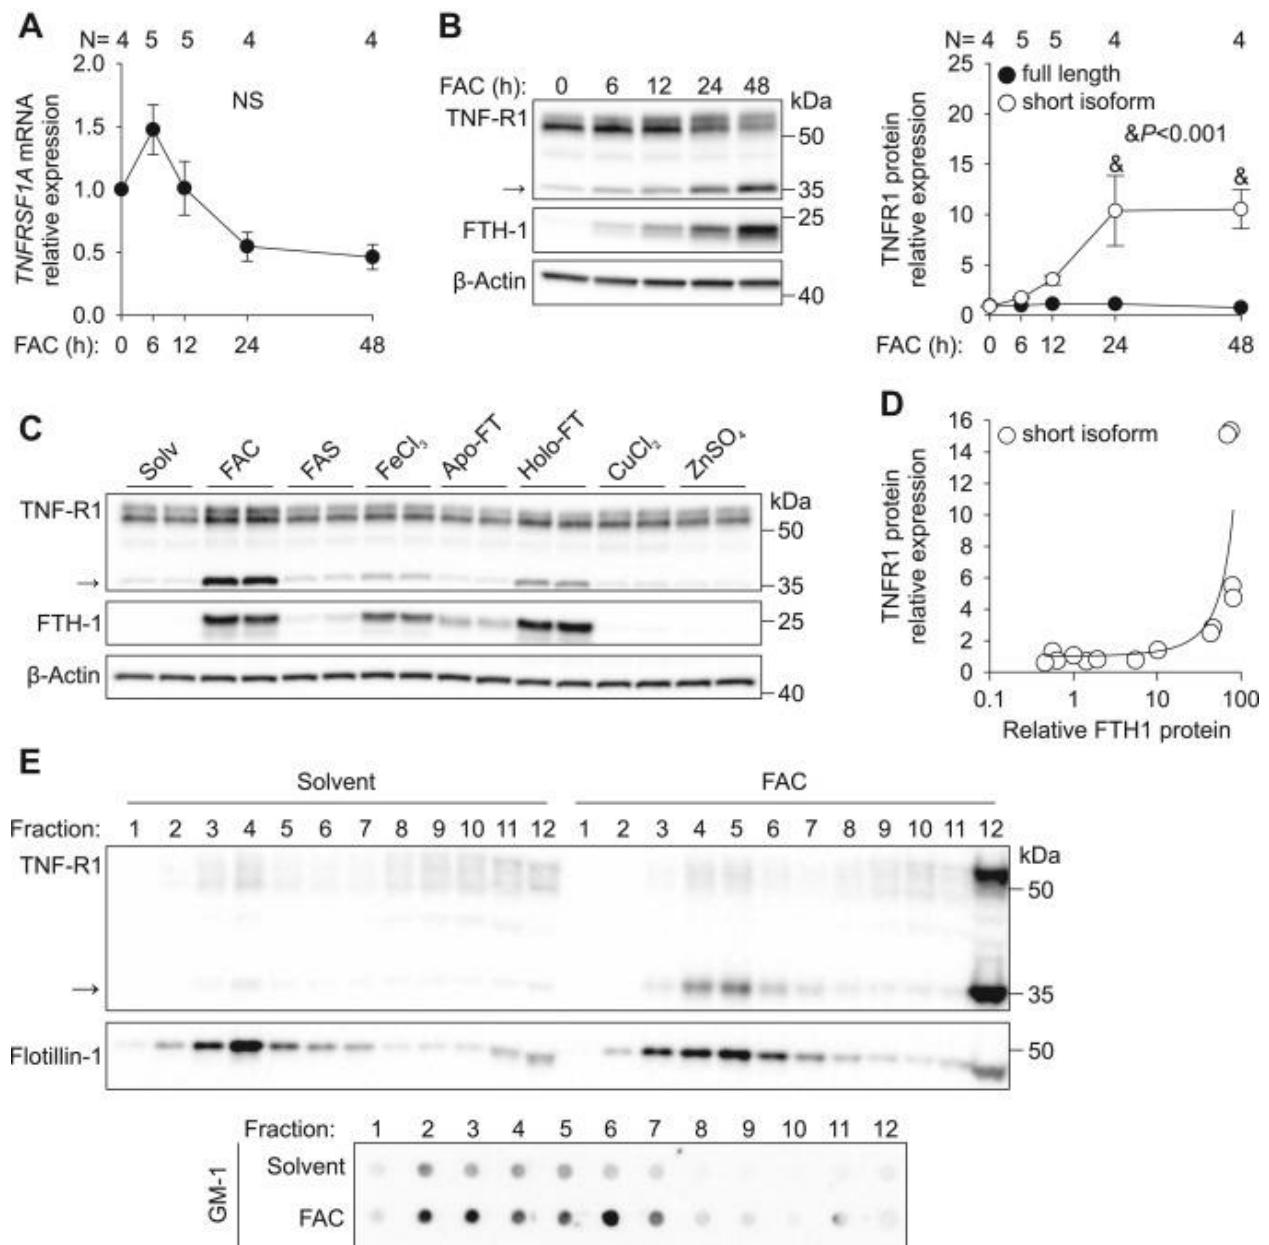 A
N= 4 5 5 4 4
2.0
1.5
1.0
0.5
0.0
NS
TNFRSF1A mRNA
relative expression
FAC (h): 0 6 12 24 48
B
FAC (h): 0 6 12 24 48
kDa
TNF-R1
50
→
35
25
FTH-1
β-Actin
40
N= 4 5 5 4 4
25
20
15
10
5
0
full length
short isoform
&P<0.001
& &
TNFR1 protein
relative expression
FAC (h): 0 6 12 24 48
C
Solv FAC FAS FeCl₃ Apo-FT Holo-FT CuCl₂ ZnSO₄
kDa
TNF-R1
50
→
35
FTH-1
25
β-Actin
40
D
16
14
12
10
8
6
4
2
0
short isoform
TNFR1 protein
relative expression
0.1 1 10 100
Relative FTH1 protein
E
Solvent FAC
Fraction: 1 2 3 4 5 6 7 8 9 10 11 12 1 2 3 4 5 6 7 8 9 10 11 12
kDa
TNF-R1
50
→
35
Flotillin-1
50
Fraction: 1 2 3 4 5 6 7 8 9 10 11 12
GM-1
Solvent
FAC